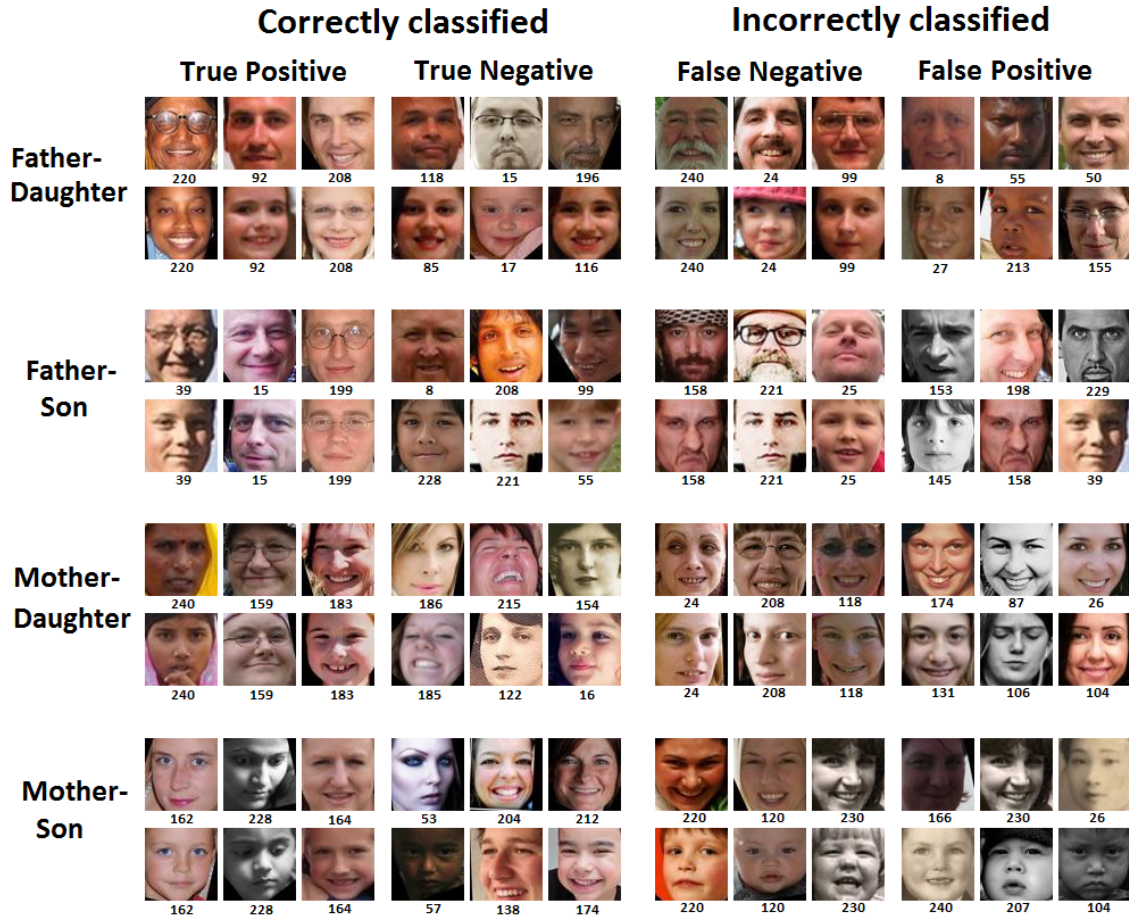 Correctly classified Incorrectly classified
True Positive True Negative False Negative False Positive
Father-
Daughter
220 92 208 118 15 196 240 24 99 8 55 50
220 92 208 85 17 116 240 24 99 27 213 155
Father-
Son
39 15 199 8 208 99 158 221 25 153 198 229
39 15 199 228 221 55 158 221 25 145 158 39
Mother-
Daughter
240 159 183 186 215 154 24 208 118 174 87 26
240 159 183 185 122 16 24 208 118 131 106 104
Mother-
Son
162 228 164 53 204 212 220 120 230 166 230 26
162 228 164 57 138 174 220 120 230 240 207 104